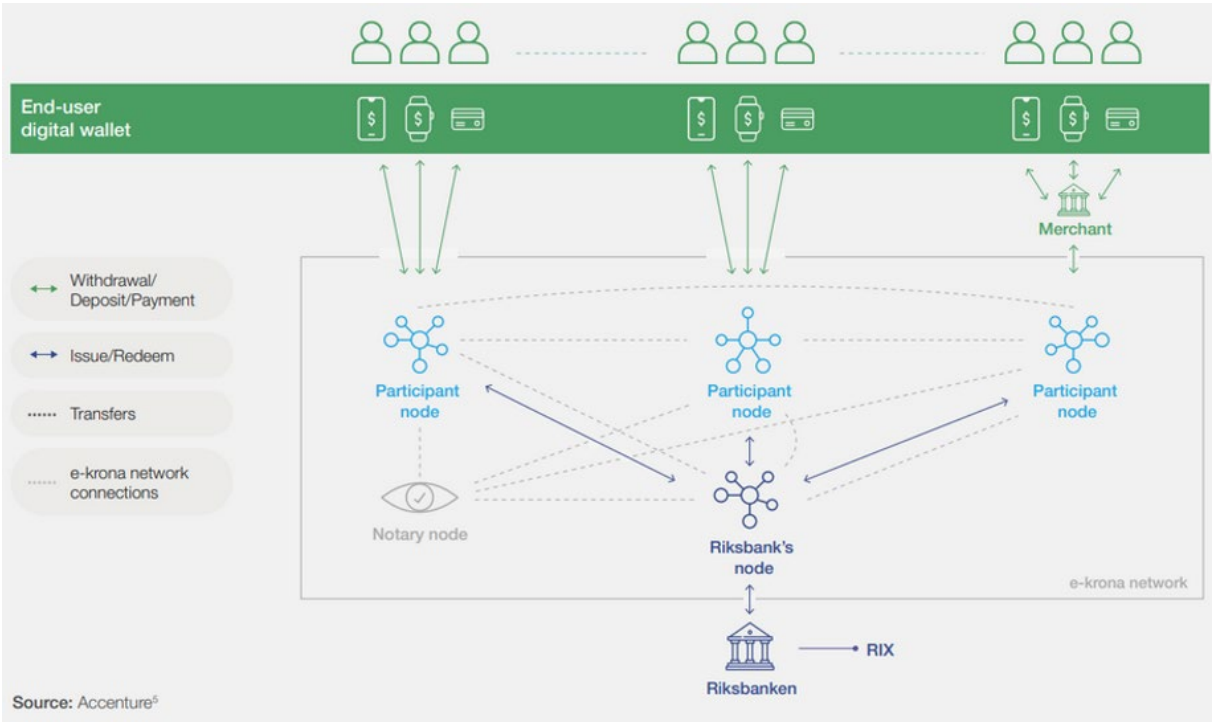 End-user
digital wallet
$ $
$ $
$ $
Merchant
Withdrawal/
Deposit/Payment
Issue/Redeem
Transfers
e-krona network
connections
Participant
node
Participant
node
Participant
node
Notary node
Riksbank's
node
e-krona network
RIX
Riksbanken
Source: Accenture⁵